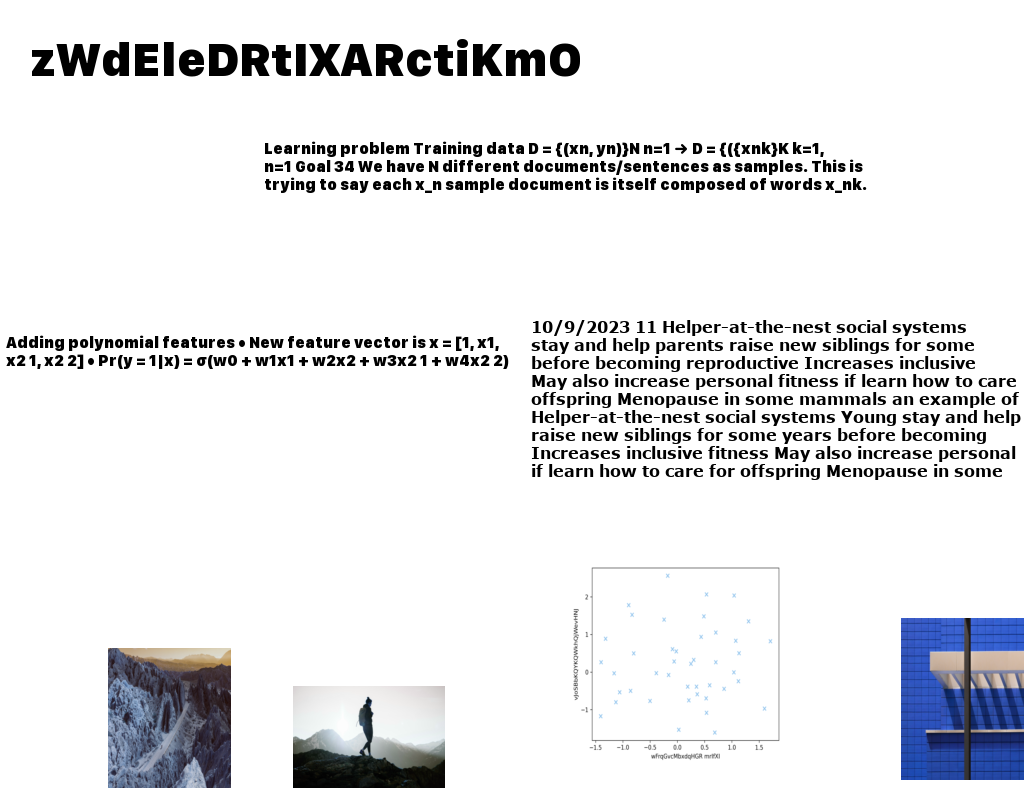 zWdEleDRtIXARctiKmO
Learning problem Training data D = {(xn, yn)}N n=1 → D = {({xnk}K k=1,
n=1 Goal 34 We have N different documents/sentences as samples. This is
trying to say each x_n sample document is itself composed of words x_nk.
Adding polynomial features • New feature vector is x = [1, x1,
x2 1, x2 2] • Pr(y = 1|x) = σ(w0 + w1x1 + w2x2 + w3x2 1 + w4x2 2)
10/9/2023 11 Helper-at-the-nest social systems
stay and help parents raise new siblings for some
before becoming reproductive Increases inclusive
May also increase personal fitness if learn how to care
offspring Menopause in some mammals an example of
Helper-at-the-nest social systems Young stay and help
raise new siblings for some years before becoming
Increases inclusive fitness May also increase personal
if learn how to care for offspring Menopause in some
2
1
0
−1
−1.5 −1.0 −0.5 0.0 0.5 1.0 1.5